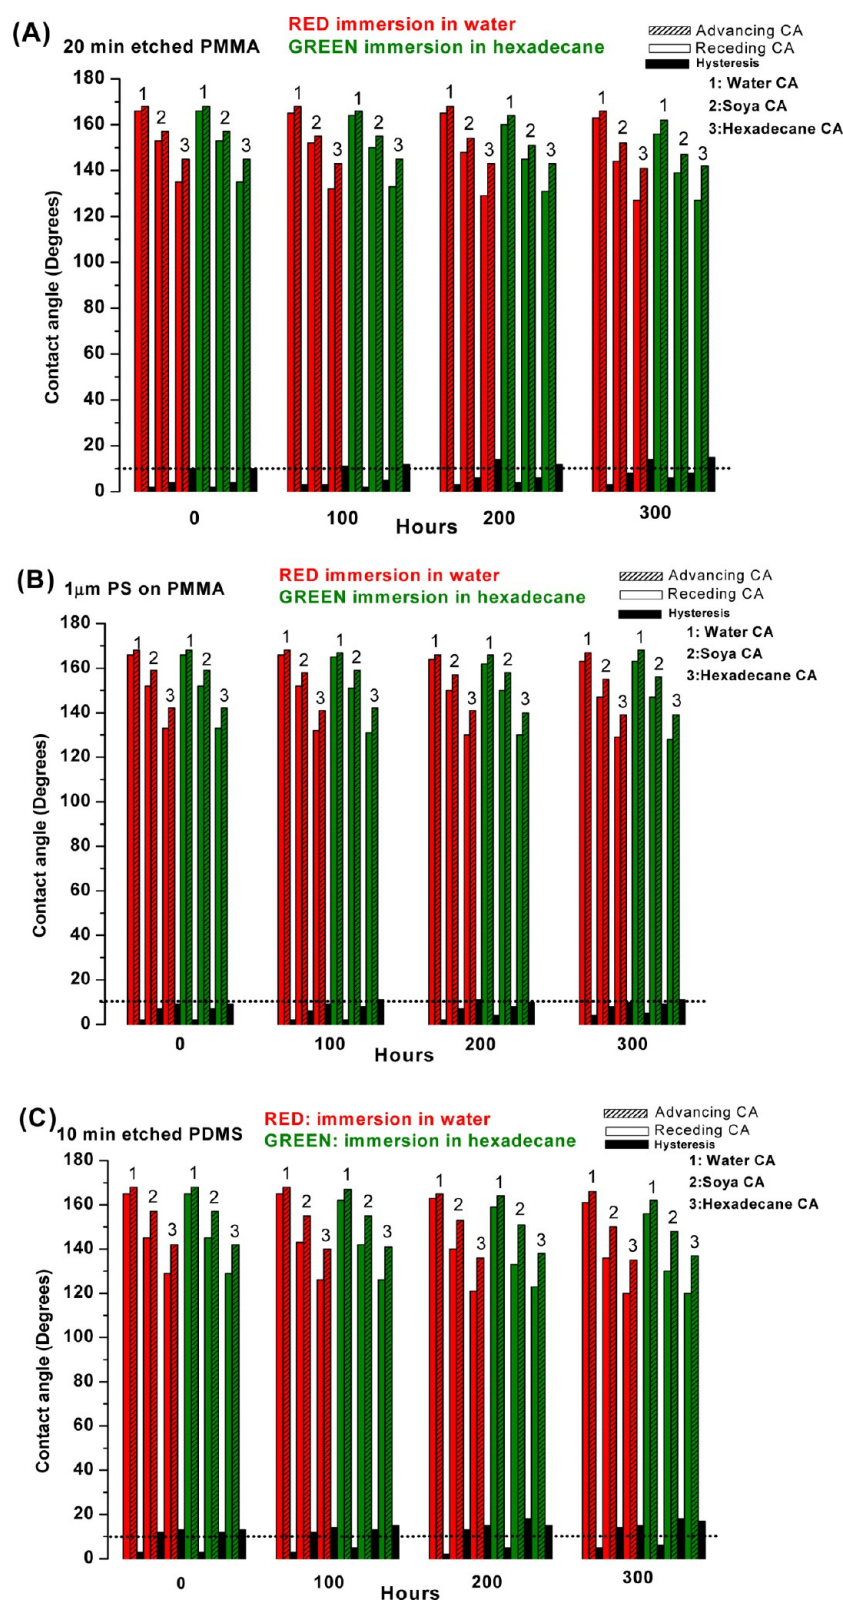 (A)
20 min etched PMMA
RED immersion in water
GREEN immersion in hexadecane
Advancing CA
Receding CA
Hysteresis
1: Water CA
2:Soya CA
3:Hexadecane CA
Contact angle (Degrees)
180
160
140
120
100
80
60
40
20
0
1 2 3 1 2 3 1 2 3 1 2 3 1 2 3 1 2 3 1 2 3 1 2 3
0 100 200 300
Hours
(B)
1μm PS on PMMA
RED immersion in water
GREEN immersion in hexadecane
Advancing CA
Receding CA
Hysteresis
1: Water CA
2:Soya CA
3:Hexadecane CA
Contact angle (Degrees)
180
160
140
120
100
80
60
40
20
0
1 2 3 1 2 3 1 2 3 1 2 3 1 2 3 1 2 3 1 2 3 1 2 3
0 100 200 300
Hours
(C)
10 min etched PDMS
RED: immersion in water
GREEN: immersion in hexadecane
Advancing CA
Receding CA
Hysteresis
1: Water CA
2:Soya CA
3:Hexadecane CA
Contact angle (Degrees)
180
160
140
120
100
80
60
40
20
0
1 2 3 1 2 3 1 2 3 1 2 3 1 2 3 1 2 3 1 2 3 1 2 3
0 100 200 300
Hours